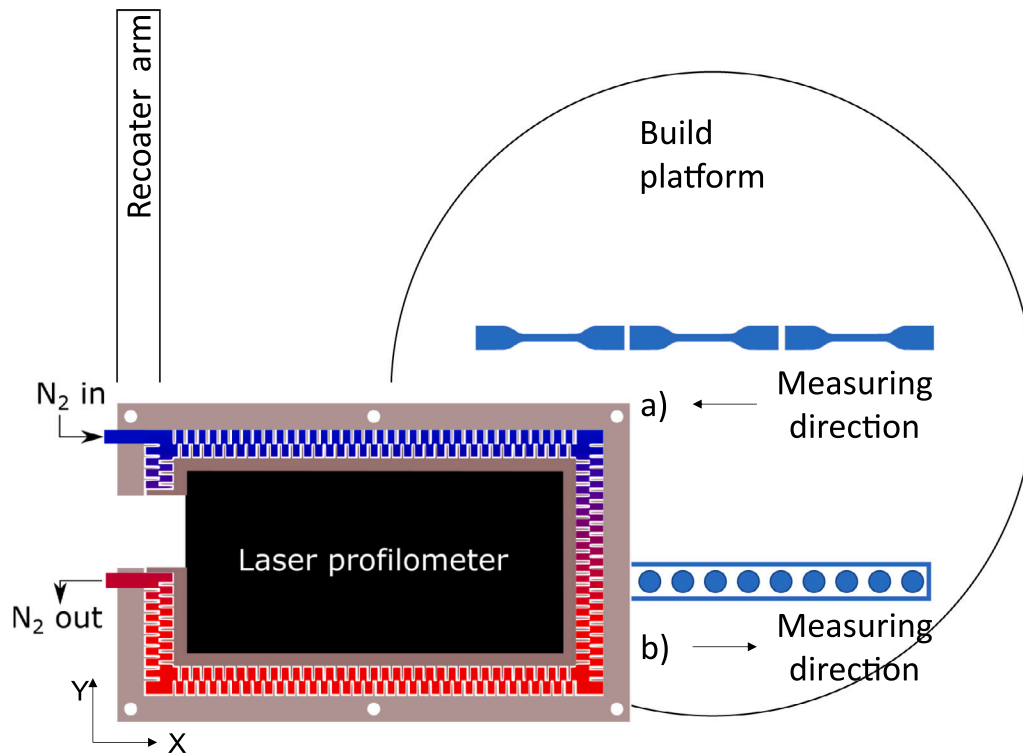 Recoater arm
Build
platform
N₂ in
a)
Measuring
direction
Laser profilometer
N₂ out
b)
Measuring
direction
Y
X